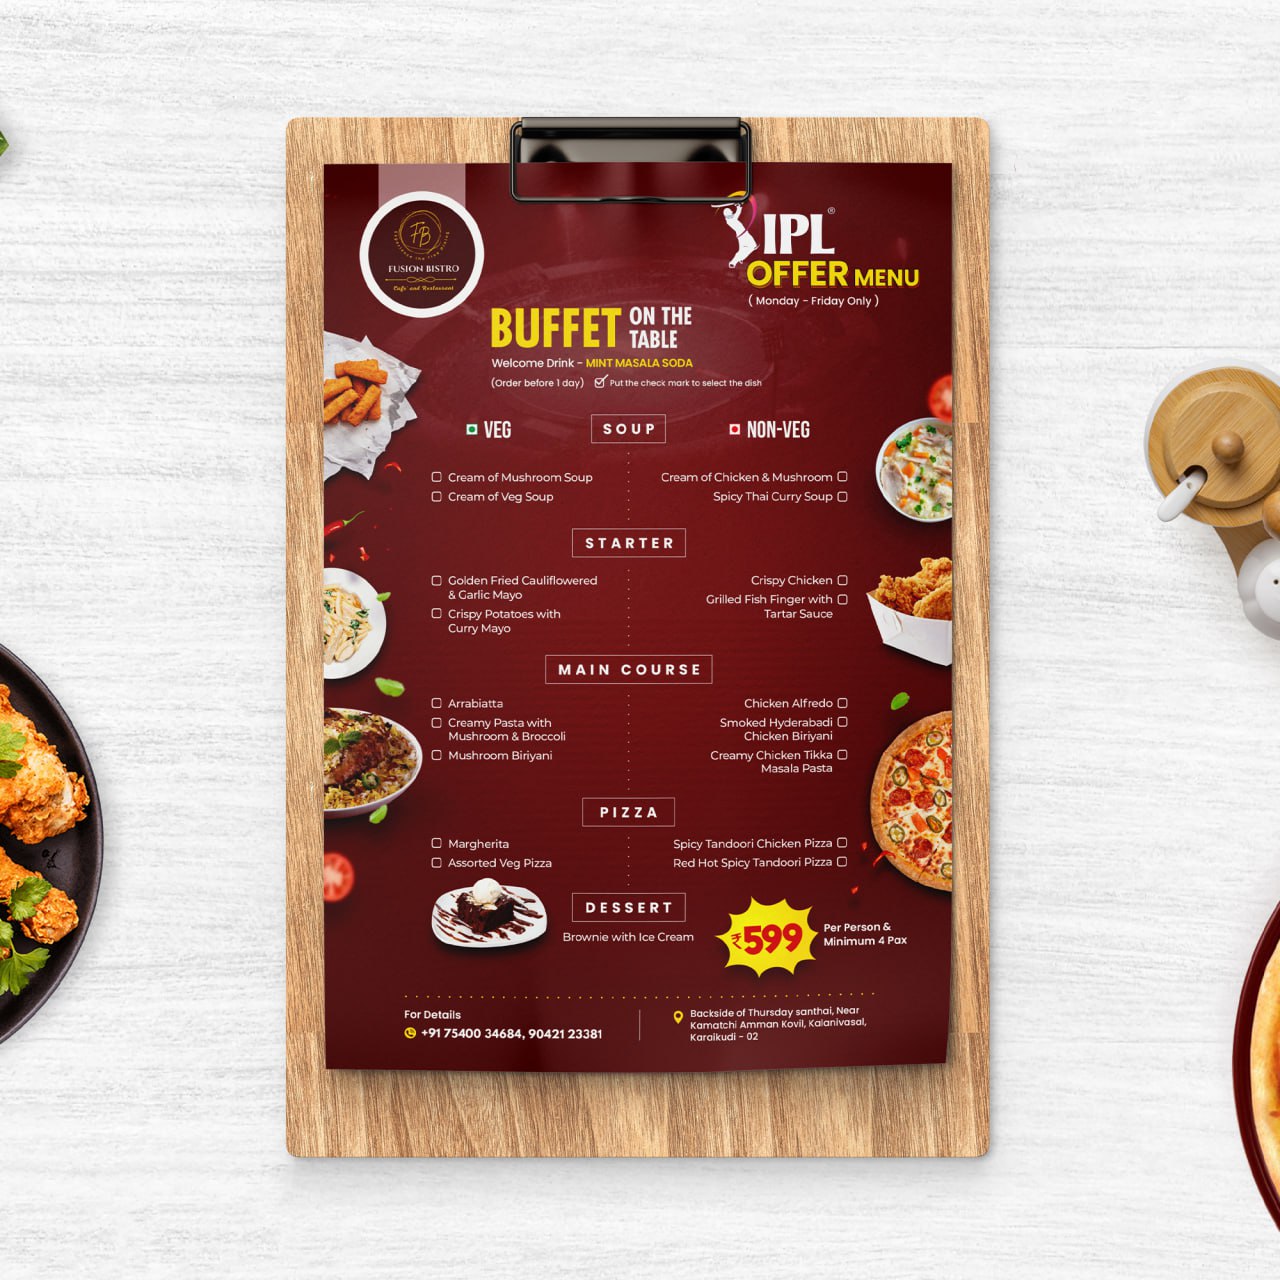 FB
Experience the Fine Dining
FUSION BISTRO
Cafe and Restaurant
IPL®
OFFER MENU
( Monday - Friday Only )
BUFFET ON THE TABLE
Welcome Drink - MINT MASALA SODA
(Order before 1 day) Put the check mark to select the dish
VEG
SOUP
NON-VEG
Cream of Mushroom Soup
Cream of Veg Soup
Cream of Chicken & Mushroom
Spicy Thai Curry Soup
STARTER
Golden Fried Cauliflowered
& Garlic Mayo
Crispy Potatoes with
Curry Mayo
Crispy Chicken
Grilled Fish Finger with
Tartar Sauce
MAIN COURSE
Arrabiatta
Creamy Pasta with
Mushroom & Broccoli
Mushroom Biriyani
Chicken Alfredo
Smoked Hyderabadi
Chicken Biriyani
Creamy Chicken Tikka
Masala Pasta
PIZZA
Margherita
Assorted Veg Pizza
Spicy Tandoori Chicken Pizza
Red Hot Spicy Tandoori Pizza
DESSERT
Brownie with Ice Cream
₹599
Per Person &
Minimum 4 Pax
For Details
+91 75400 34684, 90421 23381
Backside of Thursday santhai, Near
Kamatchi Amman Kovil, Kalanivasal,
Karaikudi - 02